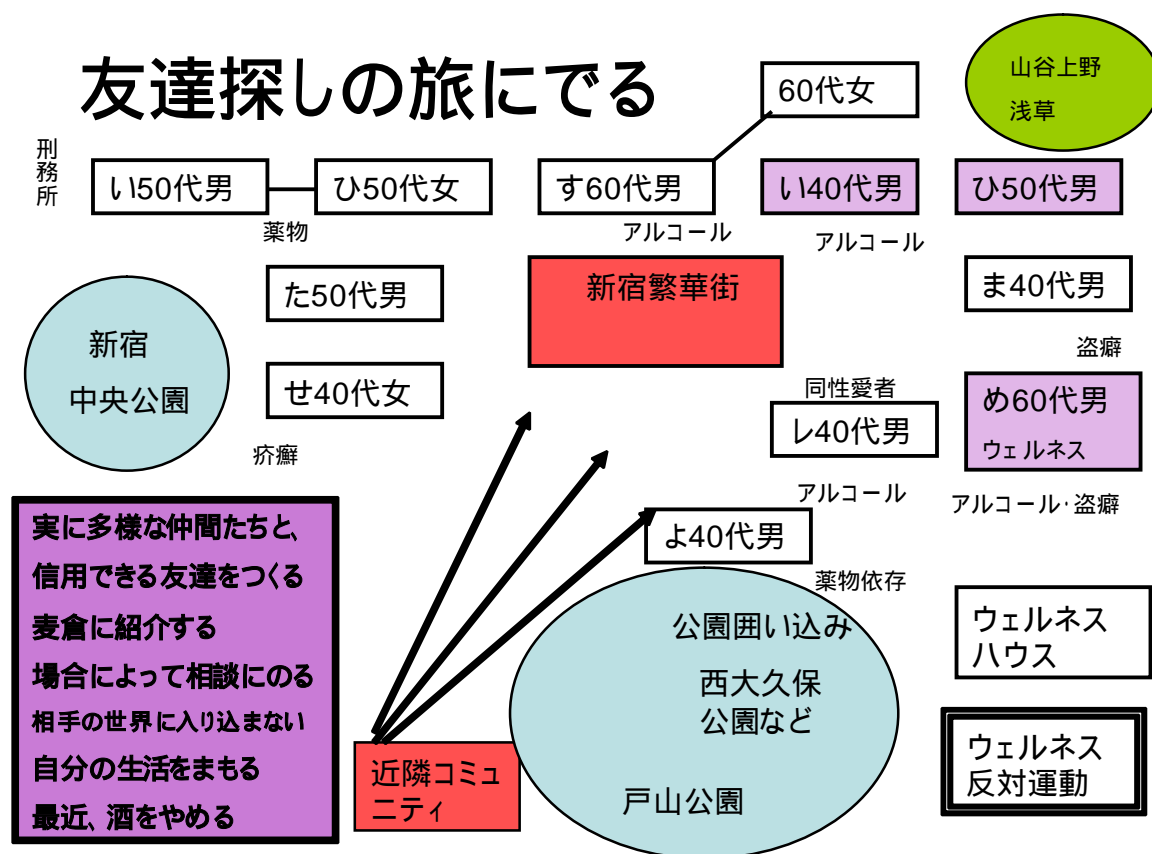 友達探しの旅にでる
60代女
山谷上野
浅草
刑務所
い50代男
ひ50代女
す60代男
い40代男
ひ50代男
薬物
アルコール
アルコール
た50代男
新宿繁華街
ま40代男
新宿
中央公園
盗癖
せ40代女
同性愛者
レ40代男
め60代男
ウェルネス
疥癬
アルコール
アルコール・盗癖
実に多様な仲間たちと、
信用できる友達をつくる
麦倉に紹介する
場合によって相談にのる
相手の世界に入り込まない
自分の生活をまもる
最近、酒をやめる
よ40代男
薬物依存
公園囲い込み
西大久保
公園など
戸山公園
近隣コミュ
ニティ
ウェルネス
ハウス
ウェルネス
反対運動